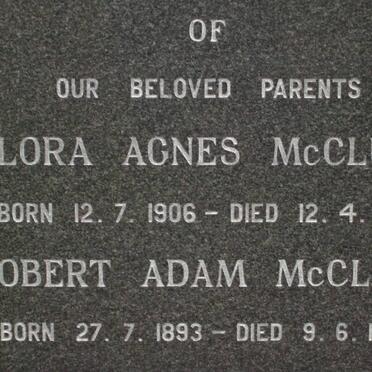 OF
OUR BELOVED PARENTS
LORA AGNES McCL
BORN 12. 7. 1906 – DIED 12. 4.
OBERT ADAM McCL
BORN 27. 7. 1893 – DIED 9. 6. 1